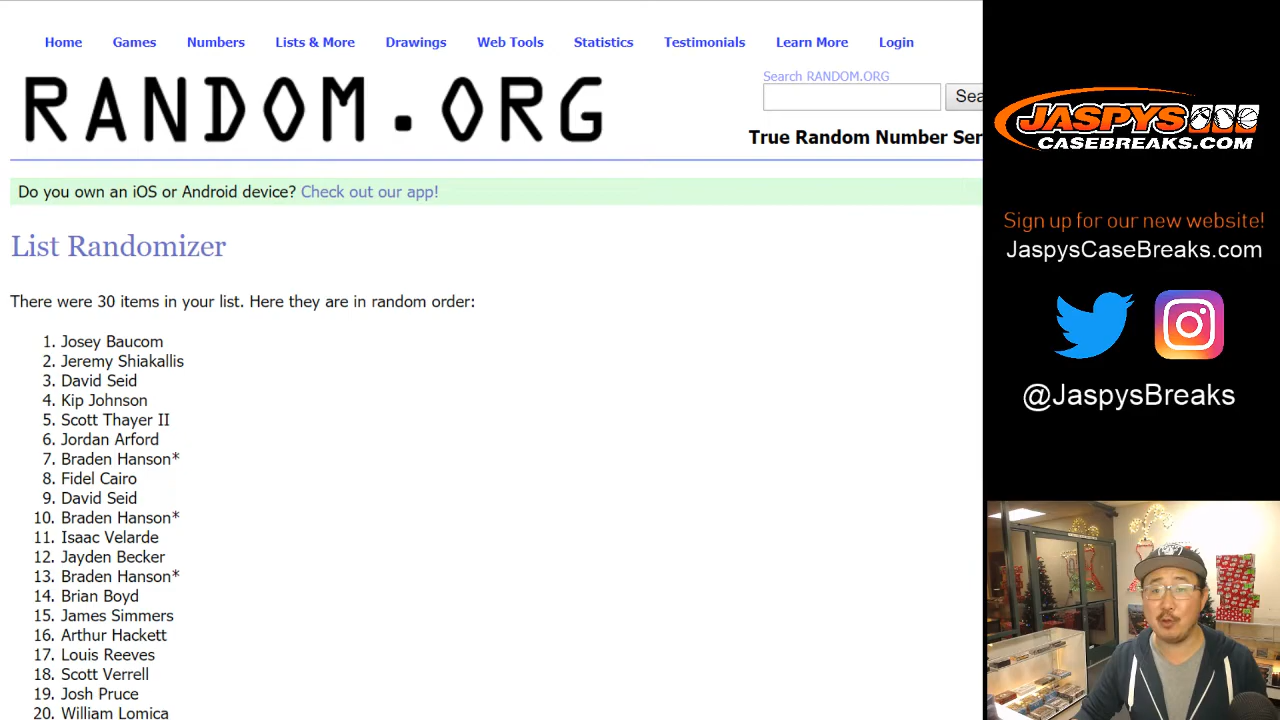 Home Games Numbers Lists & More Drawings Web Tools Statistics Testimonials Learn More Login
RANDOM.ORG
Search RANDOM.ORG
Sea
True Random Number Ser
Do you own an iOS or Android device? Check out our app!
List Randomizer
There were 30 items in your list. Here they are in random order:
1. Josey Baucom
2. Jeremy Shiakallis
3. David Seid
4. Kip Johnson
5. Scott Thayer II
6. Jordan Arford
7. Braden Hanson*
8. Fidel Cairo
9. David Seid
10. Braden Hanson*
11. Isaac Velarde
12. Jayden Becker
13. Braden Hanson*
14. Brian Boyd
15. James Simmers
16. Arthur Hackett
17. Louis Reeves
18. Scott Verrell
19. Josh Pruce
20. William Lomica
JASPYS
CASEBREAKS.COM
Sign up for our new website!
JaspysCaseBreaks.com
@JaspysBreaks